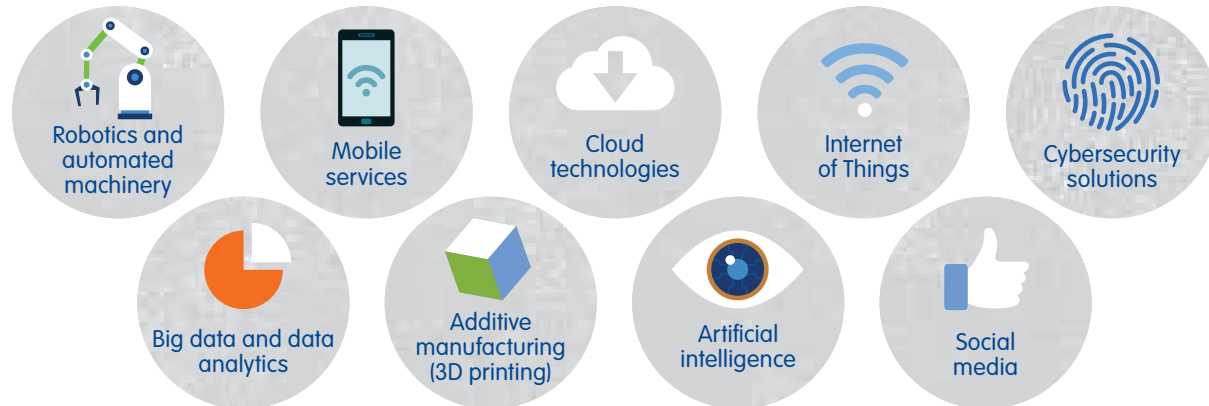 Robotics and
automated
machinery
Mobile
services
Cloud
technologies
Internet
of Things
Cybersecurity
solutions
Big data and data
analytics
Additive
manufacturing
(3D printing)
Artificial
intelligence
Social
media